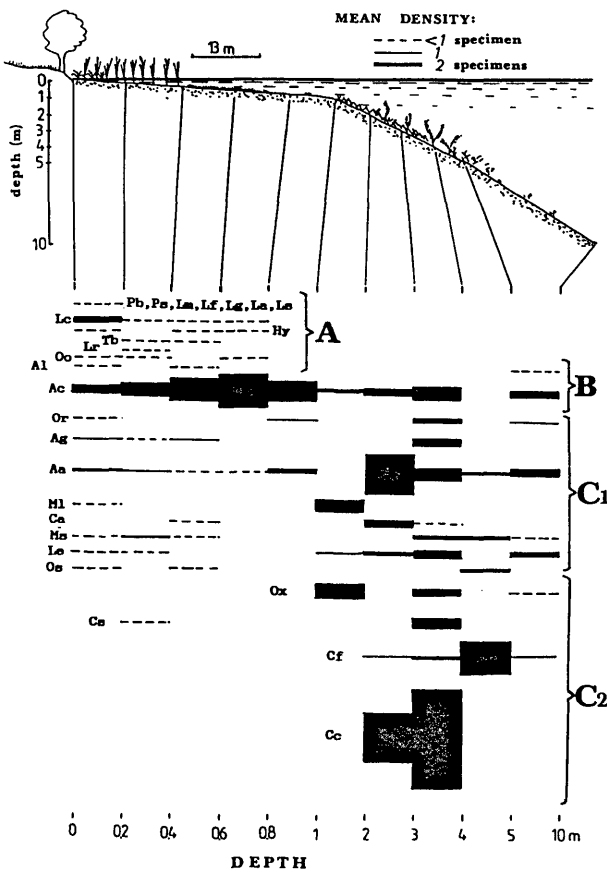 MEAN DENSITY:
<1 specimen
1 "
2 specimens
13 m
0
1
2
3
4
5
10
depth (m)
Pb,Ps,Lm,Lf,Lg,La,Ls
Lc
Hy
A
Tb
Lr
Oo
Al
Ac
B
Or
Ag
Aa
C1
Ml
Ca
Ms
Le
Os
Ox
Cs
Cf
C2
Cc
0 0,2 0,4 0,6 0,8 1 2 3 4 5 10 m
DEPTH